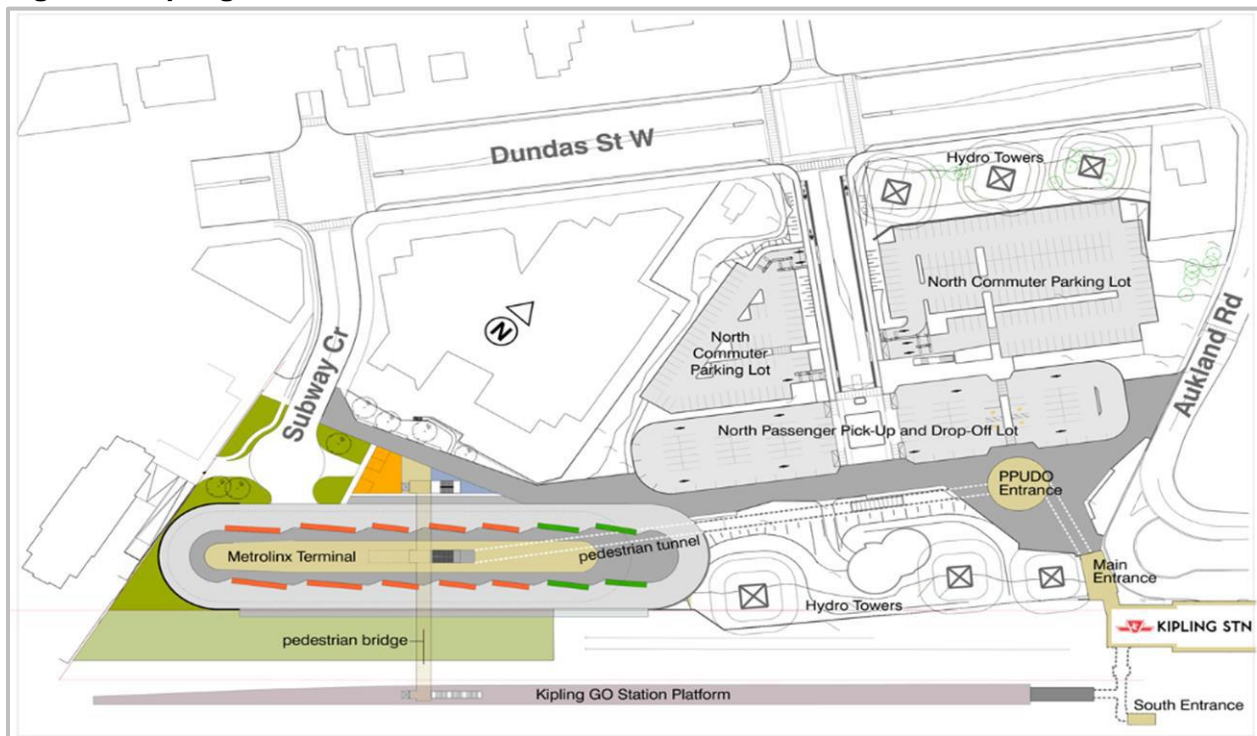 Dundas St W
Hydro Towers
North Commuter Parking Lot
North
Commuter
Parking Lot
N
Subway Cr
Aukland Rd
North Passenger Pick-Up and Drop-Off Lot
PPUDO
Entrance
Metrolinx Terminal
pedestrian tunnel
Main
Entrance
Hydro Towers
KIPLING STN
pedestrian bridge
Kipling GO Station Platform
South Entrance